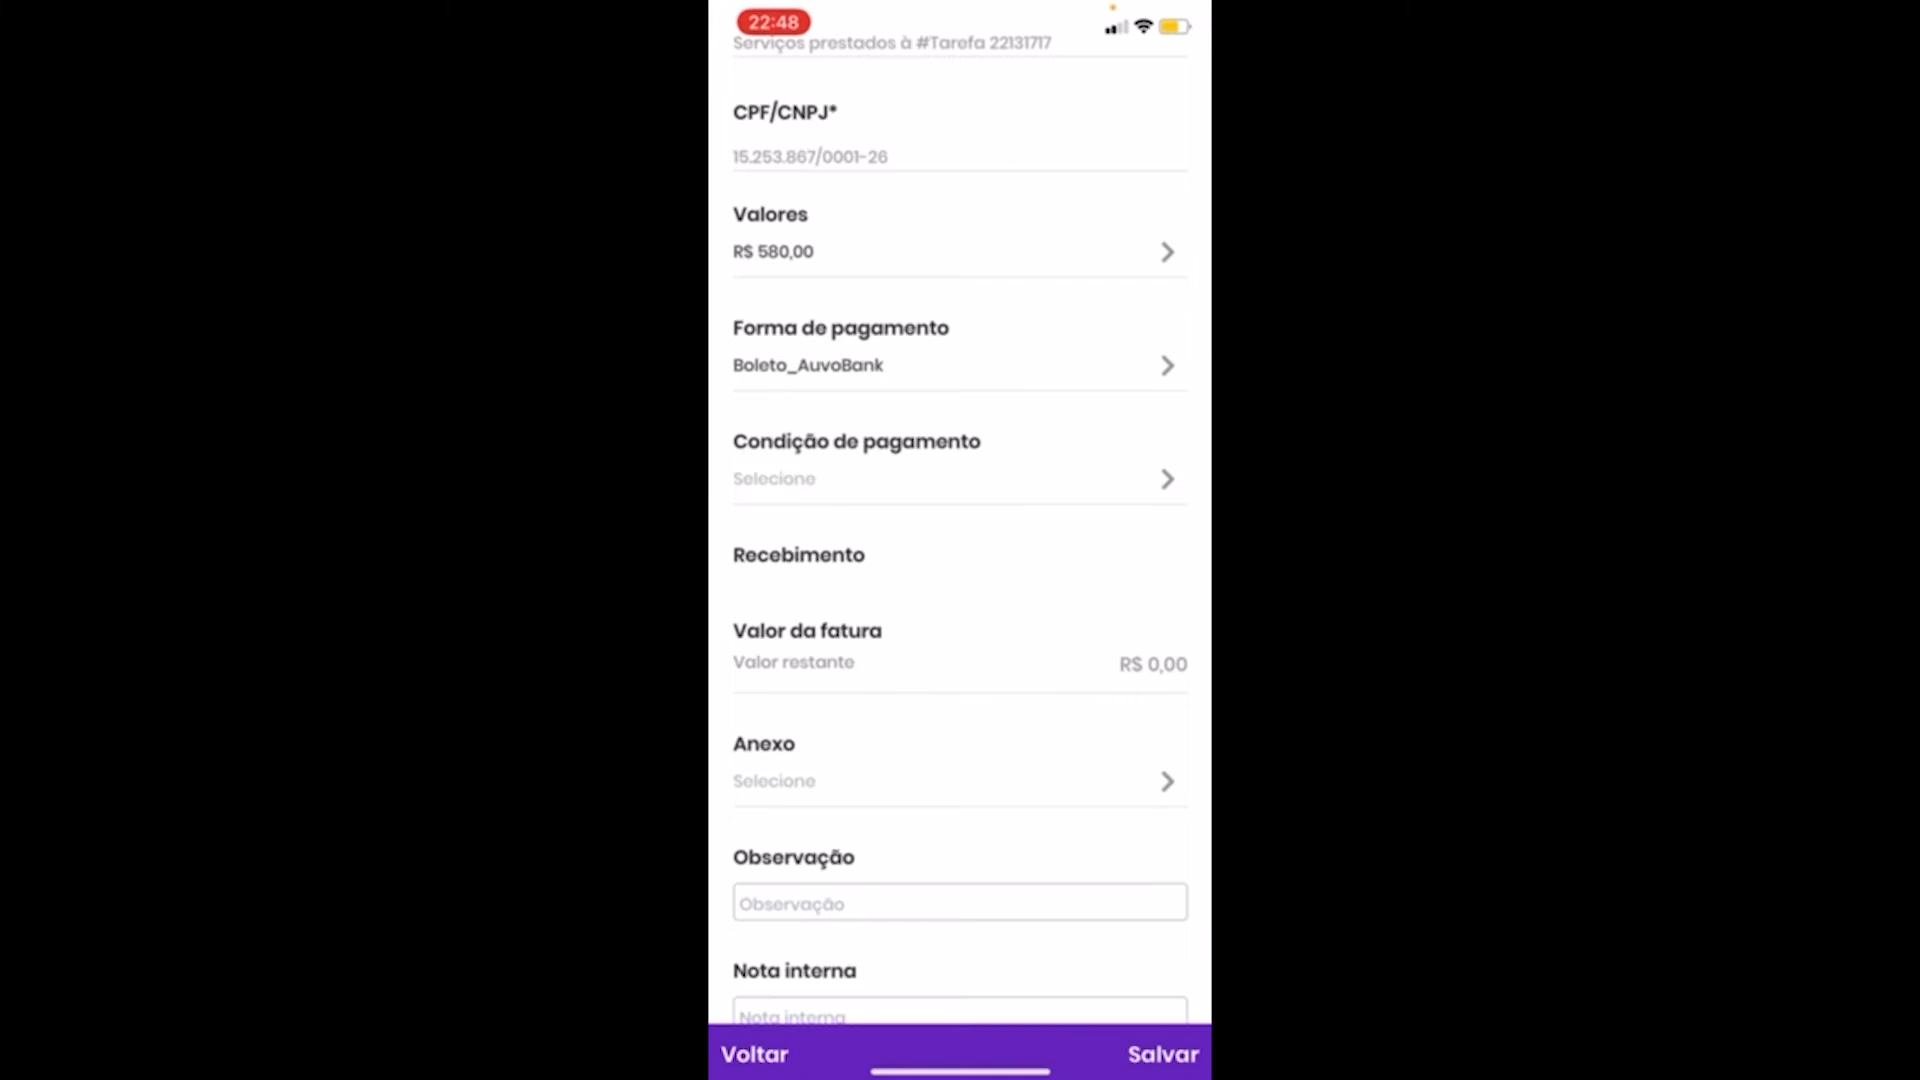 22:48
Serviços prestados à #Tarefa 22131717
CPF/CNPJ*
15.253.867/0001-26
Valores
R$ 580,00
Forma de pagamento
Boleto_AuvoBank
Condição de pagamento
Selecione
Recebimento
Valor da fatura
Valor restante R$ 0,00
Anexo
Selecione
Observação
Observação
Nota interna
Nota interna
Voltar Salvar